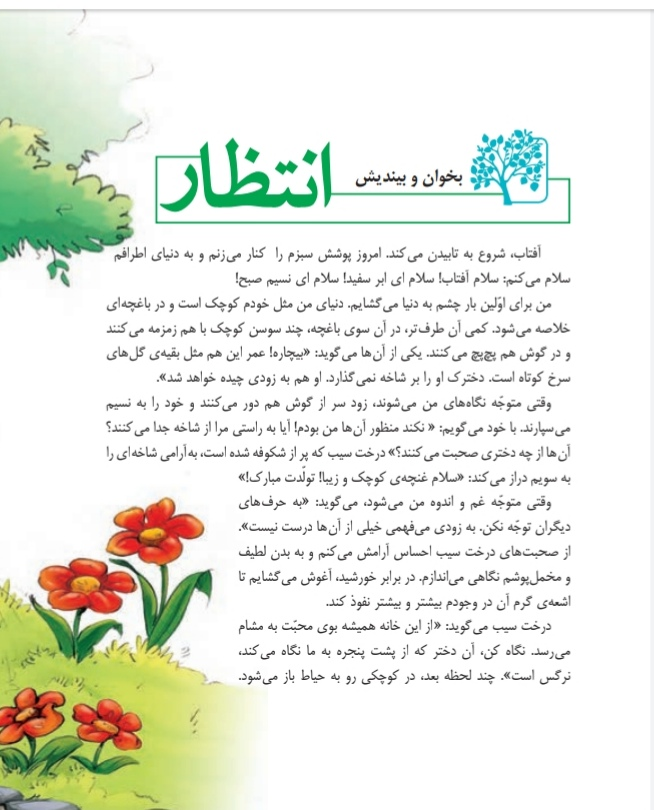 بخوان و بیندیش
انتظار
آفتاب، شروع به تابیدن می‌کند. امروز پوشش سبزم را کنار می‌زنم و به دنیای اطرافم
سلام می‌کنم: سلام آفتاب! سلام ای ابر سفید! سلام ای نسیم صبح!
من برای اوّلین بار چشم به دنیا می‌گشایم. دنیای من مثل خودم کوچک است و در باغچه‌ای
خلاصه می‌شود. کمی آن طرف‌تر، در آن سوی باغچه، چند سوسن کوچک با هم زمزمه می‌کنند
و در گوش هم پچ‌پچ می‌کنند. یکی از آن‌ها می‌گوید: «بیچاره! عمر این هم مثل بقیه‌ی گل‌های
سرخ کوتاه است. دخترک او را بر شاخه نمی‌گذارد. او هم به زودی چیده خواهد شد».
وقتی متوجّه نگاه‌های من می‌شوند، زود سر از گوش هم دور می‌کنند و خود را به نسیم
می‌سپارند. با خود می‌گویم: « نکند منظور آن‌ها من بودم! آیا به راستی مرا از شاخه جدا می‌کنند؟
آن‌ها از چه دختری صحبت می‌کنند؟» درخت سیب که پر از شکوفه شده است، به‌آرامی شاخه‌ای را
به سویم دراز می‌کند: «سلام غنچه‌ی کوچک و زیبا! تولّدت مبارک!»
وقتی متوجّه غم و اندوه من می‌شود، می‌گوید: «به حرف‌های
دیگران توجّه نکن. به زودی می‌فهمی خیلی از آن‌ها درست نیست».
از صحبت‌های درخت سیب احساس آرامش می‌کنم و به بدن لطیف
و مخمل‌پوشم نگاهی می‌اندازم. در برابر خورشید، آغوش می‌گشایم تا
اشعه‌ی گرم آن در وجودم بیشتر و بیشتر نفوذ کند.
درخت سیب می‌گوید: «از این خانه همیشه بوی محبّت به مشام
می‌رسد. نگاه کن، آن دختر که از پشت پنجره به ما نگاه می‌کند،
نرگس است». چند لحظه بعد، در کوچکی رو به حیاط باز می‌شود.